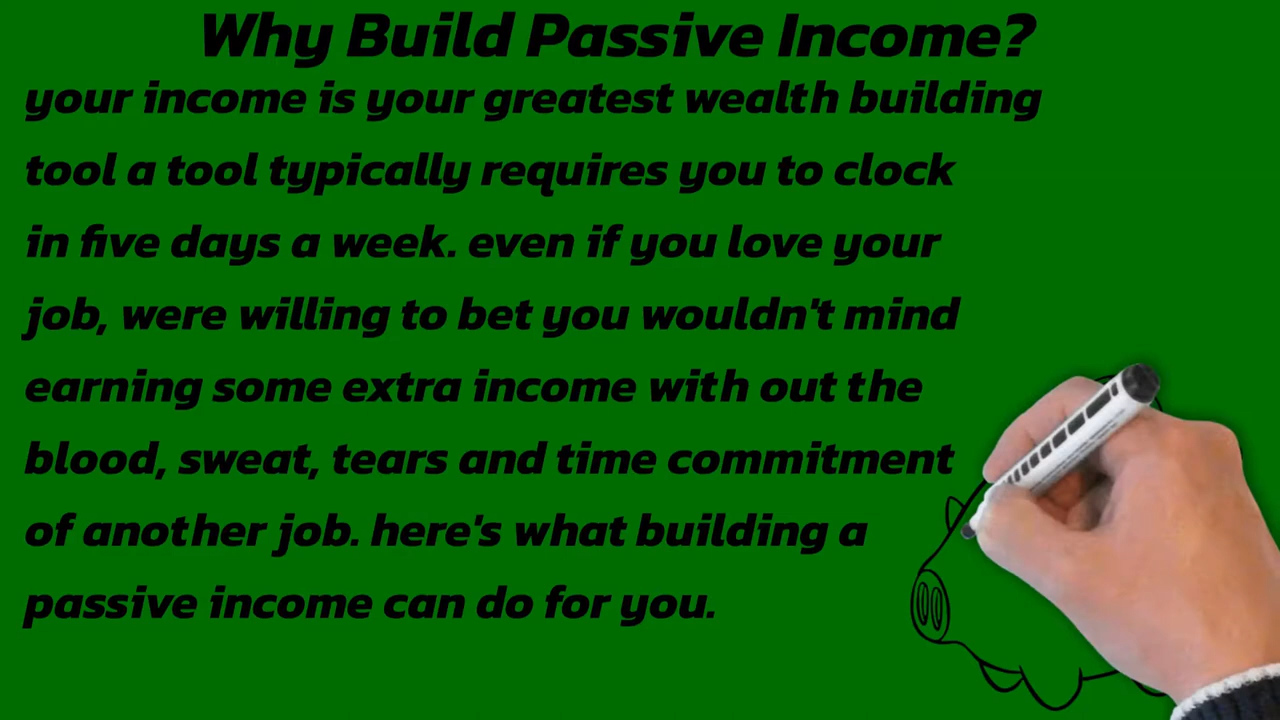 Why Build Passive Income?
your income is your greatest wealth building
tool a tool typically requires you to clock
in five days a week. even if you love your
job, were willing to bet you wouldn't mind
earning some extra income with out the
blood, sweat, tears and time commitment
of another job. here's what building a
passive income can do for you.